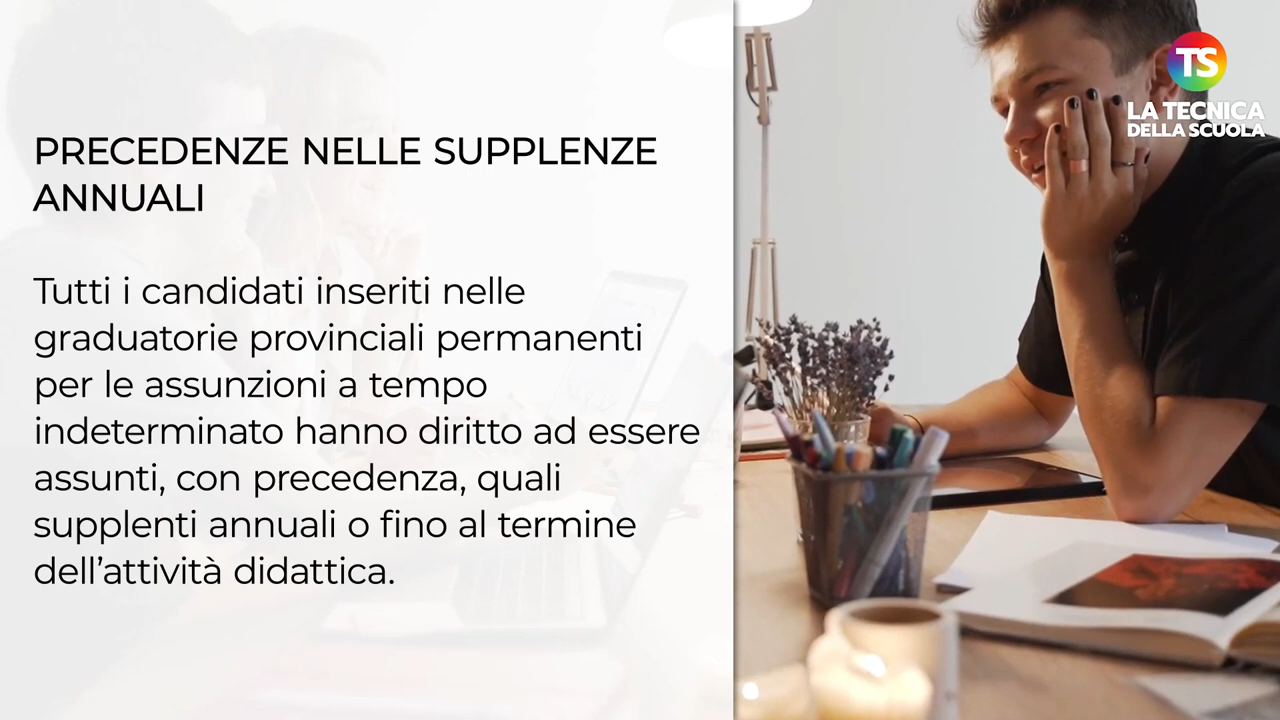 PRECEDENZE NELLE SUPPLENZE
ANNUALI
Tutti i candidati inseriti nelle
graduatorie provinciali permanenti
per le assunzioni a tempo
indeterminato hanno diritto ad essere
assunti, con precedenza, quali
supplenti annuali o fino al termine
dell’attività didattica.
TS
LA TECNICA
DELLA SCUOLA